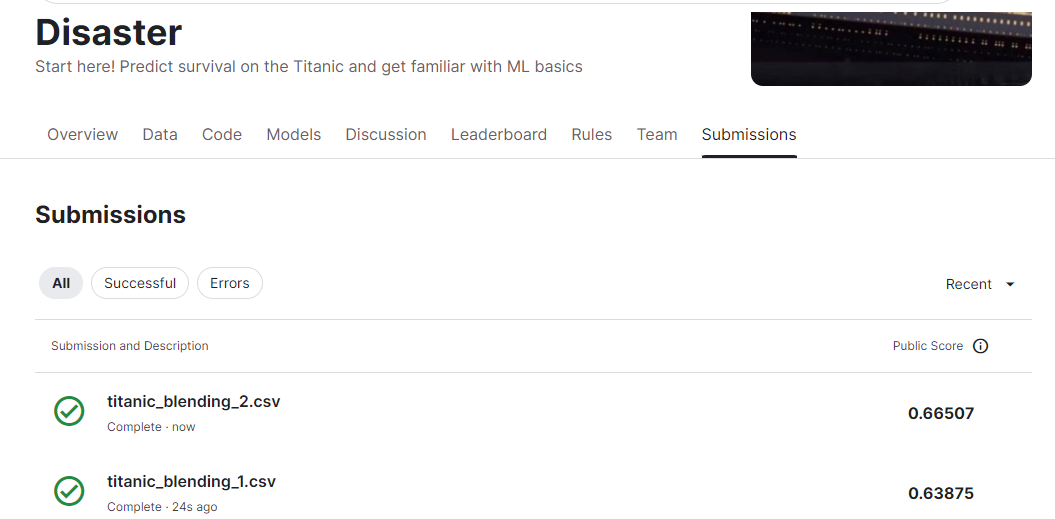 Disaster
Start here! Predict survival on the Titanic and get familiar with ML basics
Overview Data Code Models Discussion Leaderboard Rules Team Submissions
Submissions
All Successful Errors Recent
Submission and Description Public Score
titanic_blending_2.csv
Complete · now
0.66507
titanic_blending_1.csv
Complete · 24s ago
0.63875